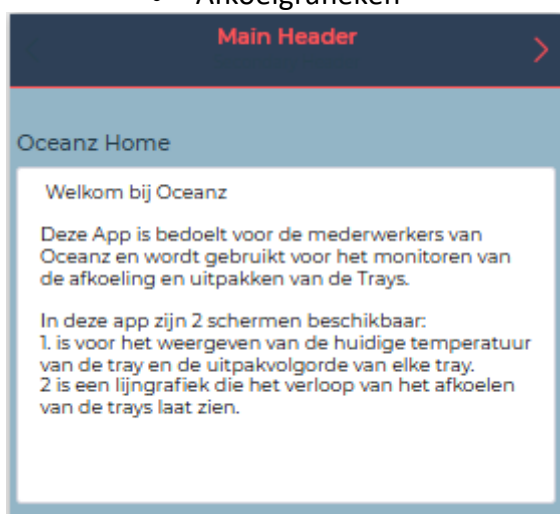 • Afkoelgrafieken
Main Header
Oceanz Home
Welkom bij Oceanz
Deze App is bedoelt voor de mederwerkers van
Oceanz en wordt gebruikt voor het monitoren van
de afkoeling en uitpakken van de Trays.
In deze app zijn 2 schermen beschikbaar:
1. is voor het weergeven van de huidige temperatuur
van de tray en de uitpakvolgorde van elke tray.
2 is een lijngrafiek die het verloop van het afkoelen
van de trays laat zien.